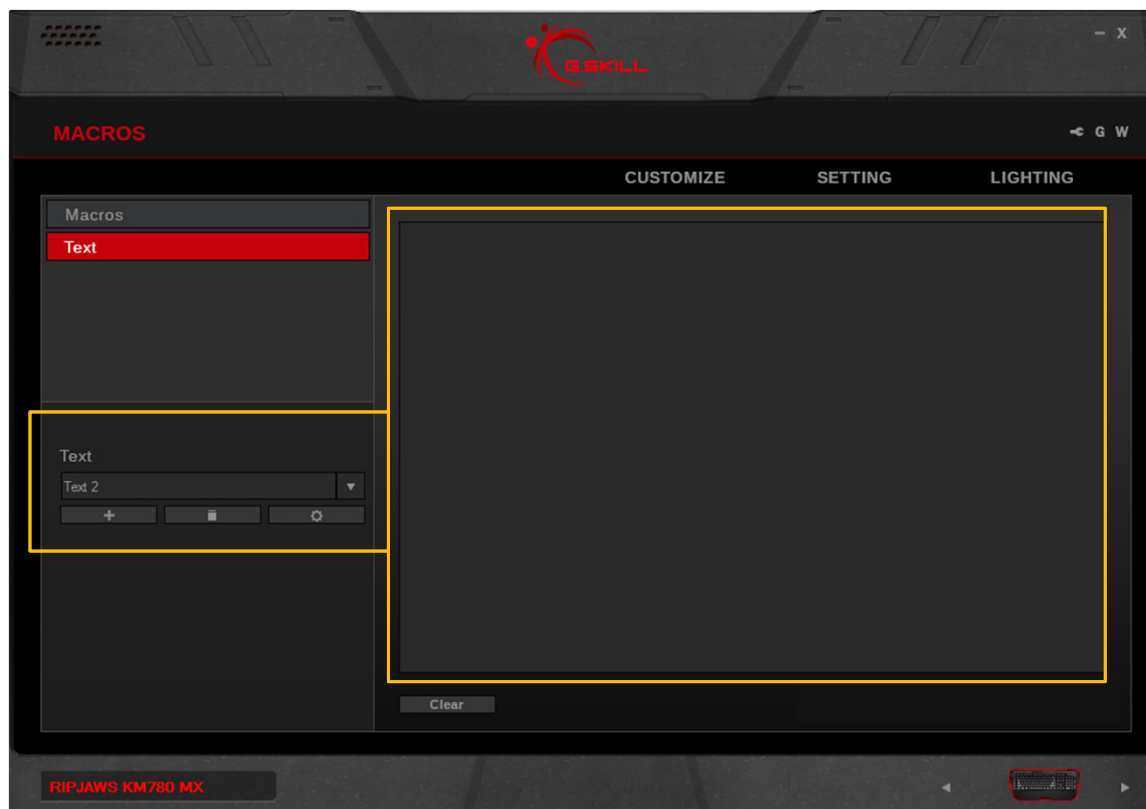 G.SKILL
– X
MACROS
G W
CUSTOMIZE SETTING LIGHTING
Macros
Text
Text
Text 2
Clear
RIPJAWS KM780 MX